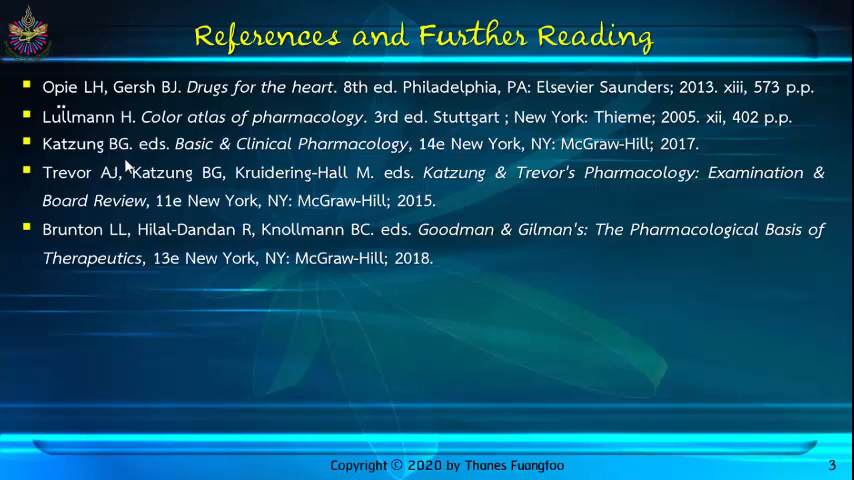 References and Further Reading
Opie LH, Gersh BJ. Drugs for the heart. 8th ed. Philadelphia, PA: Elsevier Saunders; 2013. xiii, 573 p.p.
Lüllmann H. Color atlas of pharmacology. 3rd ed. Stuttgart ; New York: Thieme; 2005. xii, 402 p.p.
Katzung BG. eds. Basic & Clinical Pharmacology, 14e New York, NY: McGraw-Hill; 2017.
Trevor AJ, Katzung BG, Kruidering-Hall M. eds. Katzung & Trevor's Pharmacology: Examination &
Board Review, 11e New York, NY: McGraw-Hill; 2015.
Brunton LL, Hilal-Dandan R, Knollmann BC. eds. Goodman & Gilman's: The Pharmacological Basis of
Therapeutics, 13e New York, NY: McGraw-Hill; 2018.
Copyright © 2020 by Thanes Fuangfoo
3